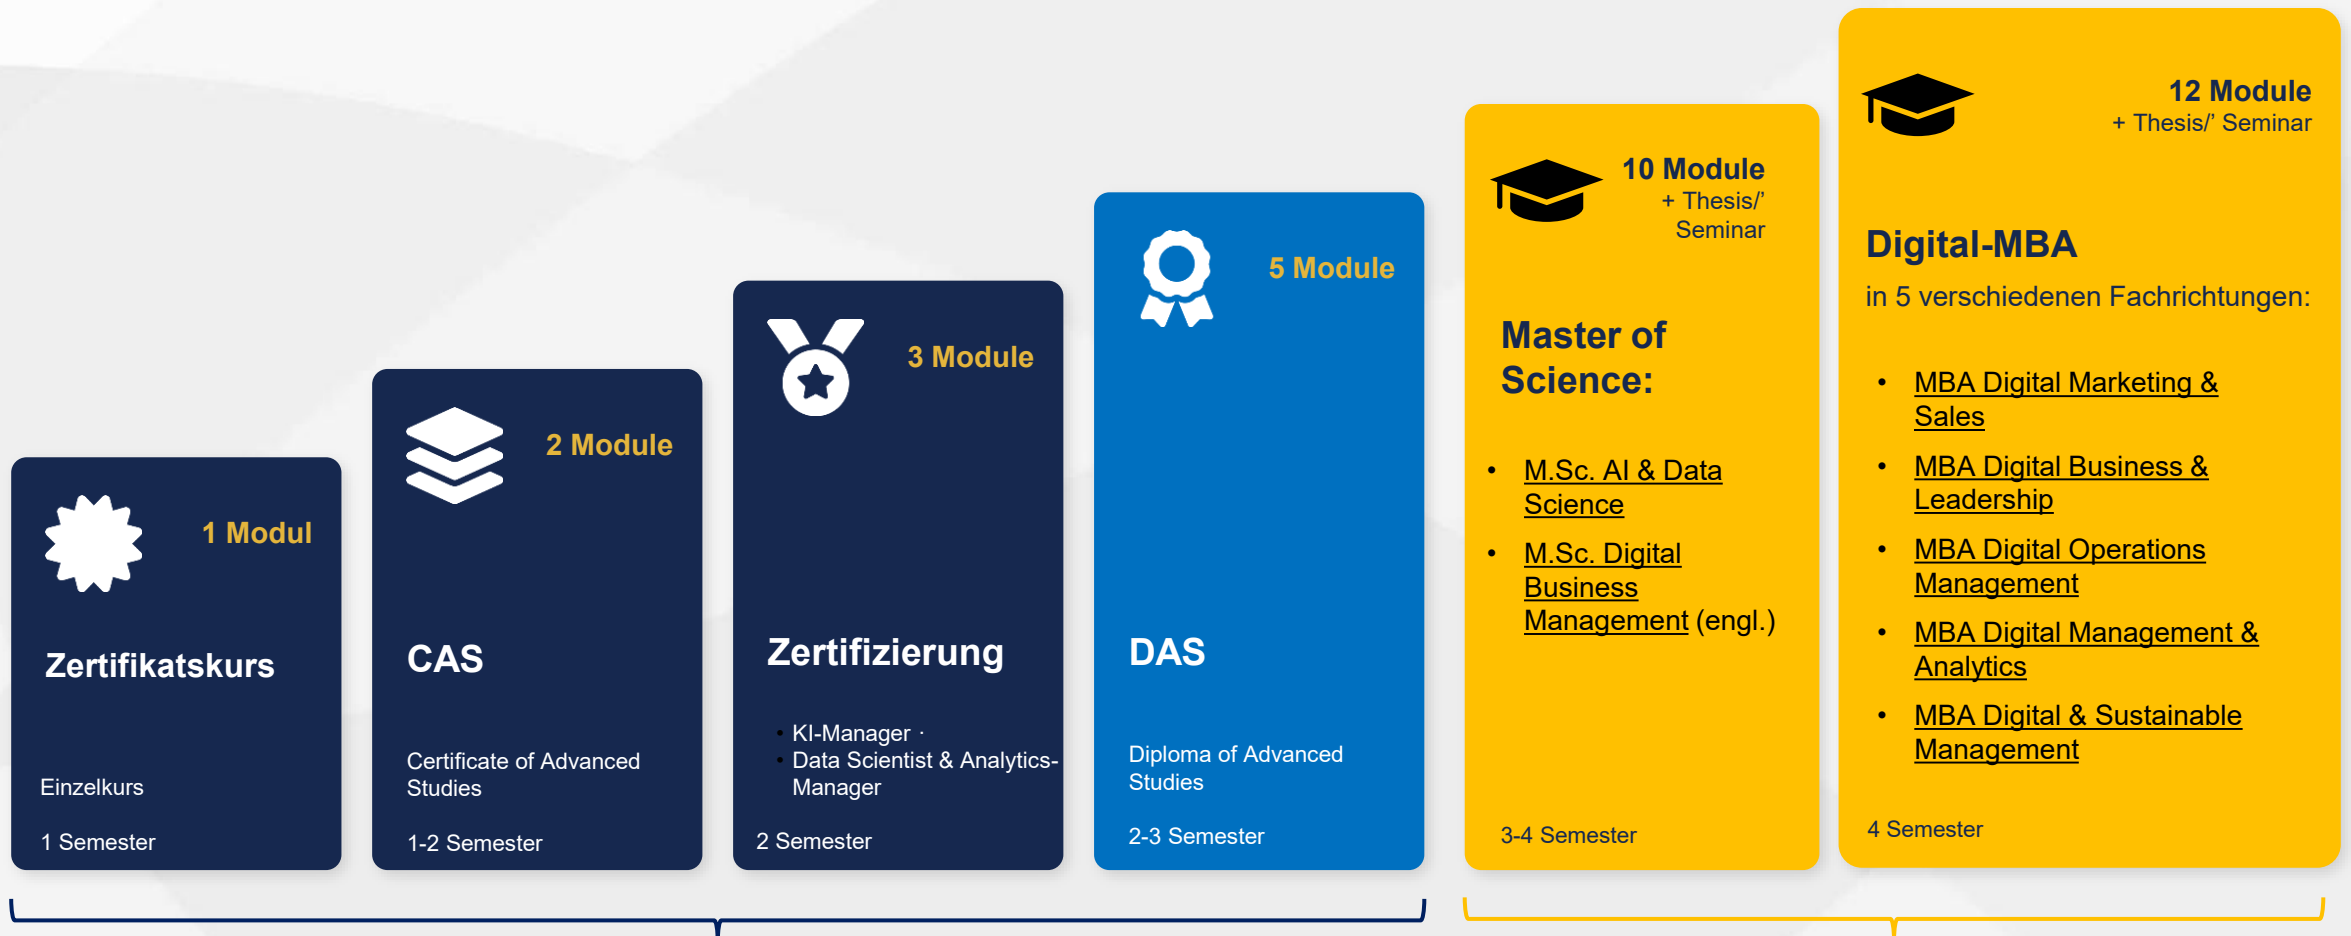 1 Modul
Zertifikatskurs
Einzelkurs
1 Semester
2 Module
CAS
Certificate of Advanced
Studies
1-2 Semester
3 Module
Zertifizierung
• KI-Manager ·
• Data Scientist & Analytics-
Manager
2 Semester
5 Module
DAS
Diploma of Advanced
Studies
2-3 Semester
10 Module
+ Thesis/’
Seminar
Master of
Science:
• M.Sc. AI & Data
Science
• M.Sc. Digital
Business
Management (engl.)
3-4 Semester
12 Module
+ Thesis/’ Seminar
Digital-MBA
in 5 verschiedenen Fachrichtungen:
• MBA Digital Marketing &
Sales
• MBA Digital Business &
Leadership
• MBA Digital Operations
Management
• MBA Digital Management &
Analytics
• MBA Digital & Sustainable
Management
4 Semester